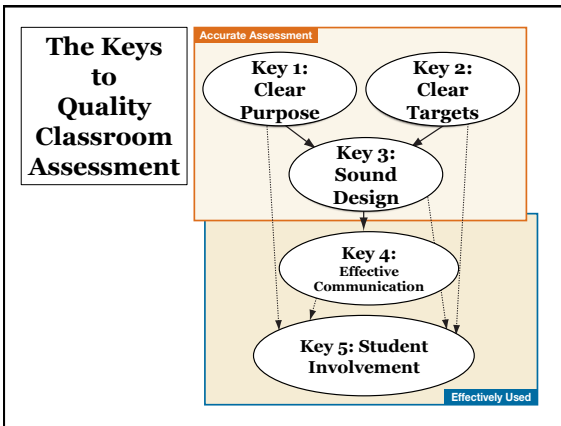 The Keys
to
Quality
Classroom
Assessment
Accurate Assessment
Key 1:
Clear
Purpose
Key 2:
Clear
Targets
Key 3:
Sound
Design
Key 4:
Effective
Communication
Key 5: Student
Involvement
Effectively Used